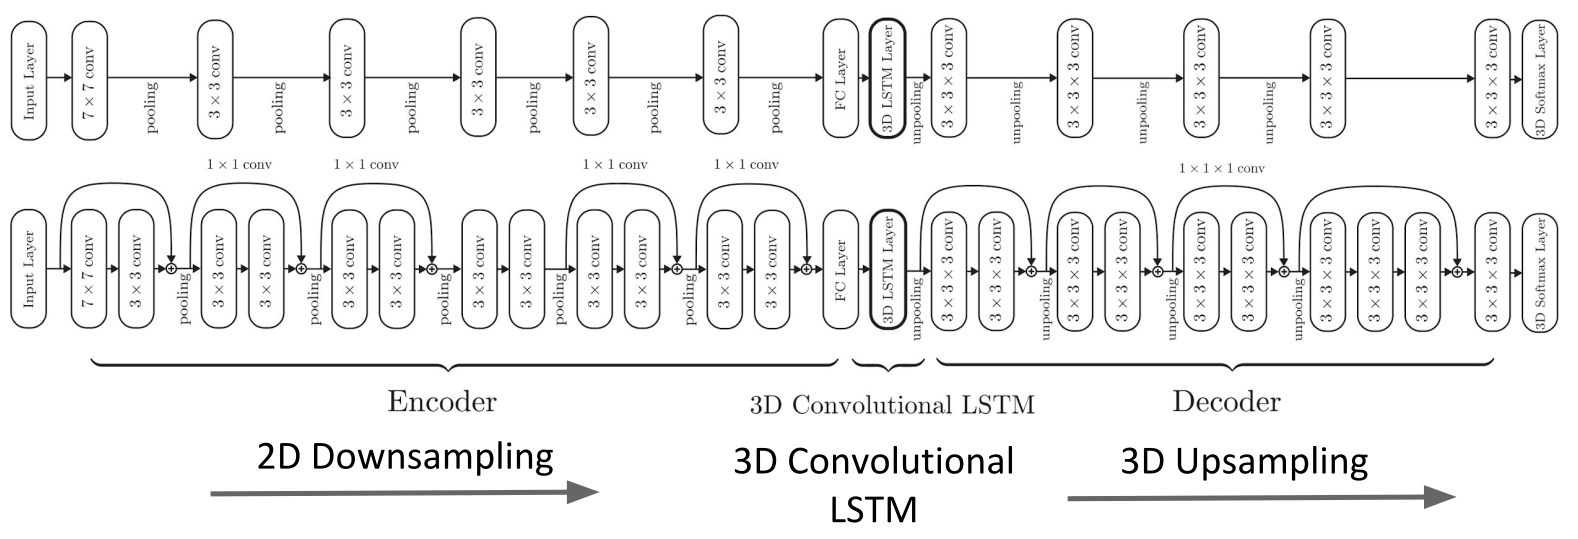 Input Layer
7 × 7 conv
pooling
3 × 3 conv
pooling
3 × 3 conv
pooling
3 × 3 conv
pooling
3 × 3 conv
pooling
3 × 3 conv
pooling
FC Layer
3D LSTM Layer
unpooling
3 × 3 × 3 conv
unpooling
3 × 3 × 3 conv
unpooling
3 × 3 × 3 conv
unpooling
3 × 3 × 3 conv
3 × 3 × 3 conv
3D Softmax Layer
1 × 1 conv
1 × 1 conv
1 × 1 conv
1 × 1 conv
1 × 1 × 1 conv
Input Layer
7 × 7 conv
3 × 3 conv
pooling
3 × 3 conv
3 × 3 conv
pooling
3 × 3 conv
3 × 3 conv
pooling
3 × 3 conv
3 × 3 conv
pooling
3 × 3 conv
3 × 3 conv
pooling
3 × 3 conv
3 × 3 conv
FC Layer
3D LSTM Layer
unpooling
3 × 3 × 3 conv
3 × 3 × 3 conv
unpooling
3 × 3 × 3 conv
3 × 3 × 3 conv
unpooling
3 × 3 × 3 conv
3 × 3 × 3 conv
unpooling
3 × 3 × 3 conv
3 × 3 × 3 conv
3 × 3 × 3 conv
3 × 3 × 3 conv
3D Softmax Layer
Encoder
3D Convolutional LSTM
Decoder
2D Downsampling
3D Convolutional
LSTM
3D Upsampling